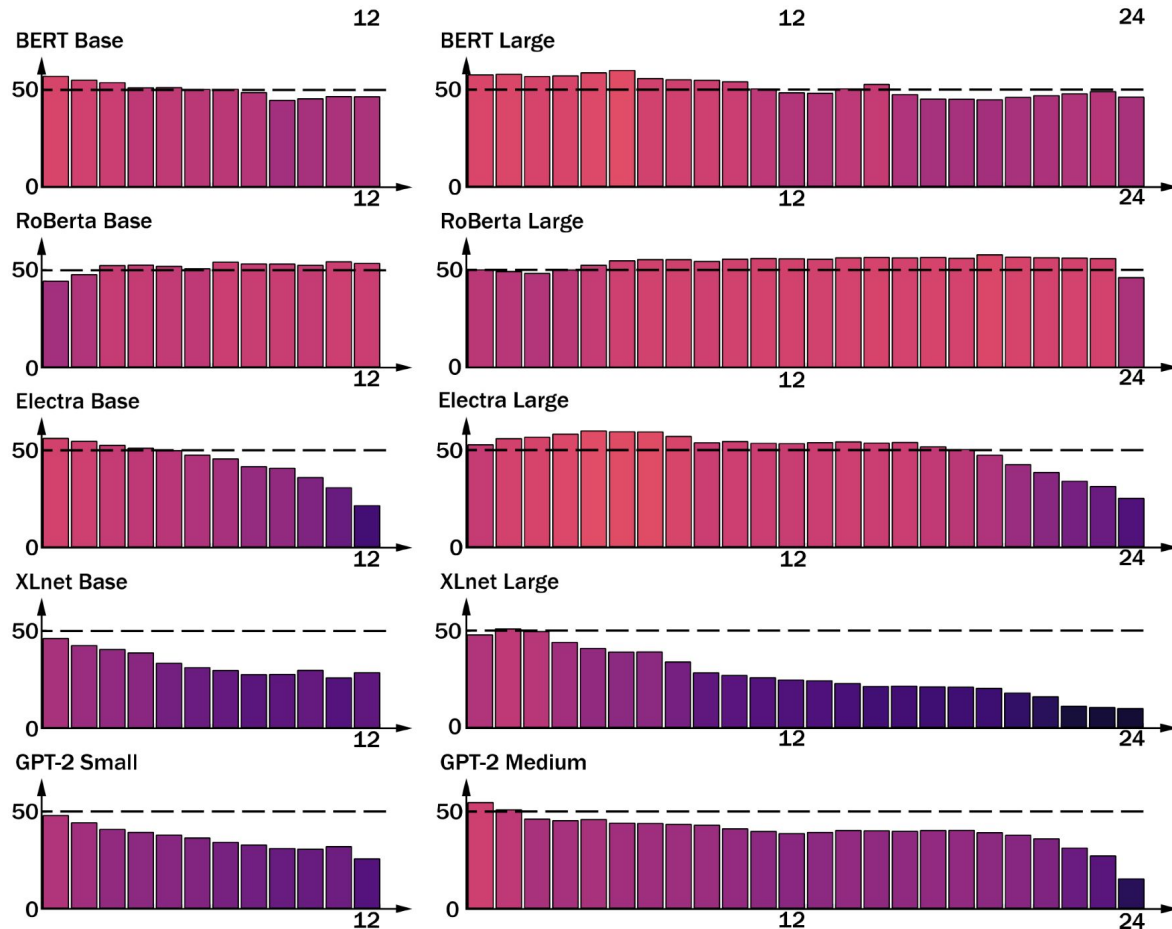 12 12 24
BERT Base BERT Large
50 50
0 0
12 12 24
RoBerta Base RoBerta Large
50 50
0 0
12 12 24
Electra Base Electra Large
50 50
0 0
12 12 24
XLnet Base XLnet Large
50 50
0 0
12 12 24
GPT-2 Small GPT-2 Medium
50 50
0 0
12 12 24